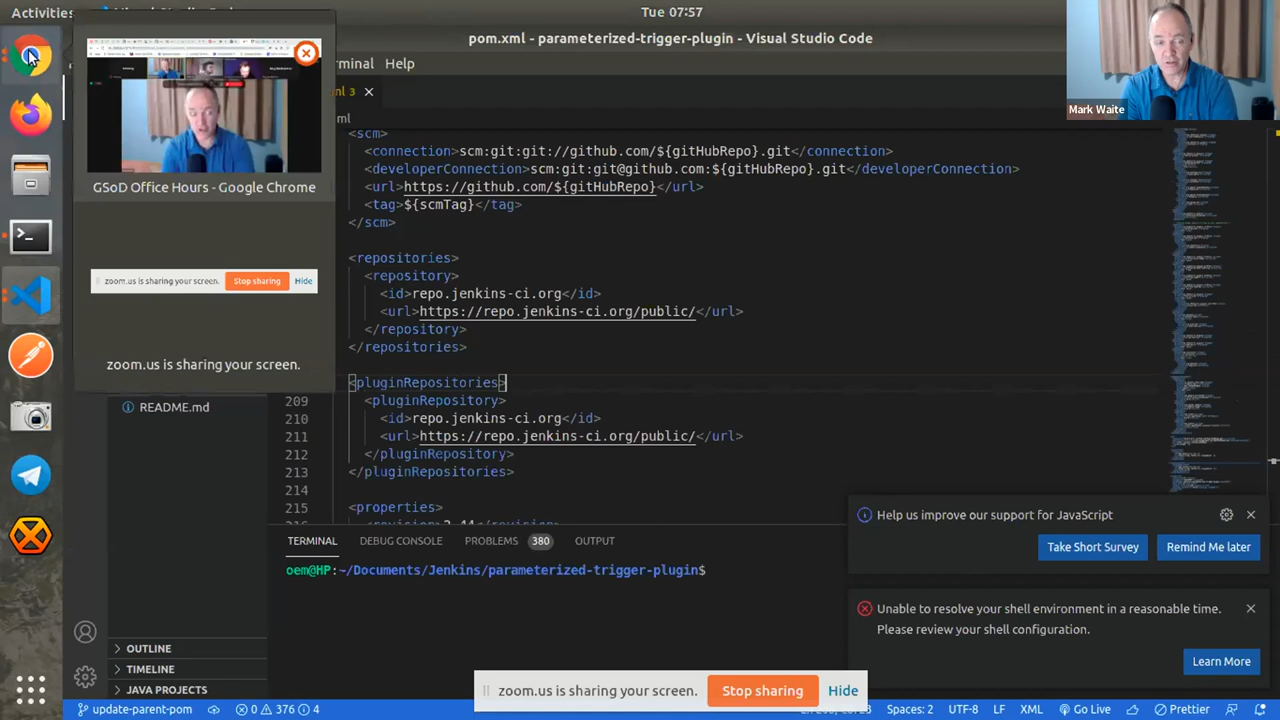 Activities
Tue 07:57
pom.xml - parameterized-trigger-plugin - Visual Studio Code
Mark Waite
GSoD Office Hours - Google Chrome
zoom.us is sharing your screen.
Stop sharing
Hide
zoom.us is sharing your screen.
rminal
Help
ml 3
ml
<scm>
<connection>scm:git:git://github.com/${gitHubRepo}.git</connection>
<developerConnection>scm:git:git@github.com:${gitHubRepo}.git</developerConnection>
<url>https://github.com/${gitHubRepo}</url>
<tag>${scmTag}</tag>
</scm>
<repositories>
<repository>
<id>repo.jenkins-ci.org</id>
<url>https://repo.jenkins-ci.org/public/</url>
</repository>
</repositories>
<pluginRepositories>
209 <pluginRepository>
210 <id>repo.jenkins-ci.org</id>
211 <url>https://repo.jenkins-ci.org/public/</url>
212 </pluginRepository>
213 </pluginRepositories>
214
215 <properties>
README.md
TERMINAL
DEBUG CONSOLE
PROBLEMS 380
OUTPUT
oem@HP:~/Documents/Jenkins/parameterized-trigger-plugin$
Help us improve our support for JavaScript
Take Short Survey
Remind Me later
Unable to resolve your shell environment in a reasonable time.
Please review your shell configuration.
Learn More
OUTLINE
TIMELINE
JAVA PROJECTS
zoom.us is sharing your screen.
Stop sharing
Hide
update-parent-pom
0 376 4
Spaces: 2
UTF-8
LF
XML
Go Live
Prettier